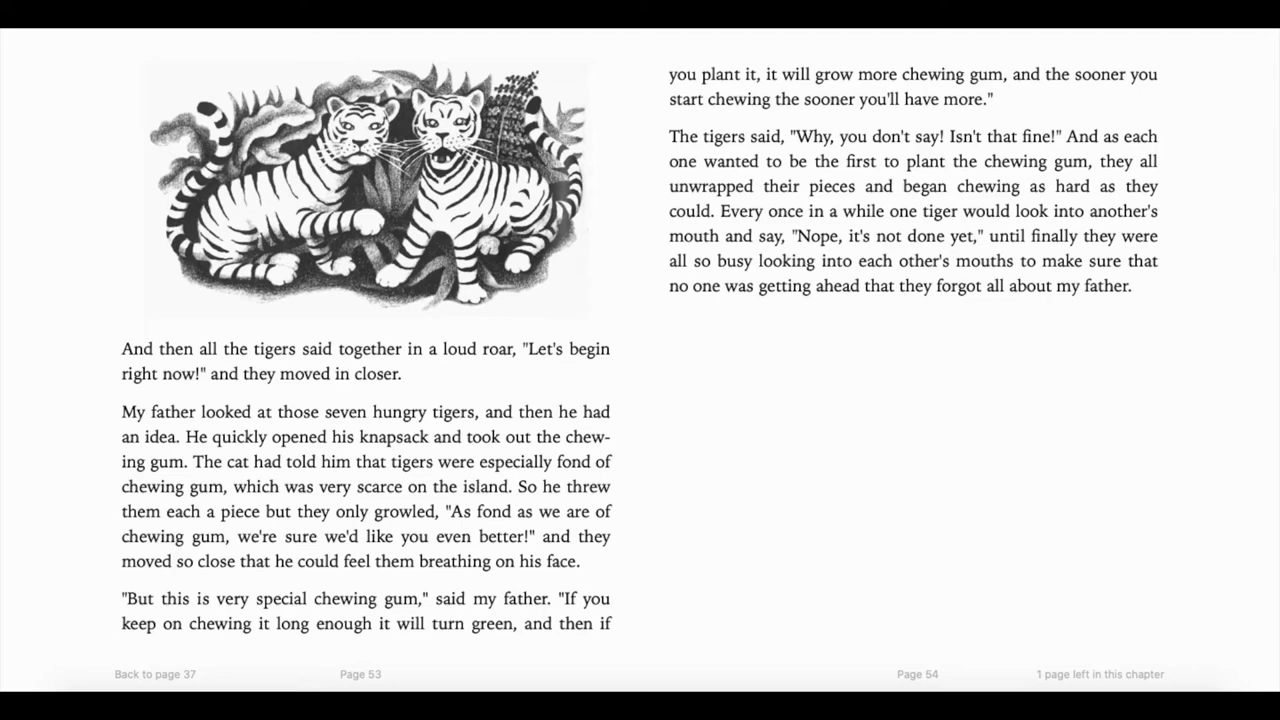 And then all the tigers said together in a loud roar, "Let's begin
right now!" and they moved in closer.
My father looked at those seven hungry tigers, and then he had
an idea. He quickly opened his knapsack and took out the chew-
ing gum. The cat had told him that tigers were especially fond of
chewing gum, which was very scarce on the island. So he threw
them each a piece but they only growled, "As fond as we are of
chewing gum, we're sure we'd like you even better!" and they
moved so close that he could feel them breathing on his face.
"But this is very special chewing gum," said my father. "If you
keep on chewing it long enough it will turn green, and then if
you plant it, it will grow more chewing gum, and the sooner you
start chewing the sooner you'll have more."
The tigers said, "Why, you don't say! Isn't that fine!" And as each
one wanted to be the first to plant the chewing gum, they all
unwrapped their pieces and began chewing as hard as they
could. Every once in a while one tiger would look into another's
mouth and say, "Nope, it's not done yet," until finally they were
all so busy looking into each other's mouths to make sure that
no one was getting ahead that they forgot all about my father.
Back to page 37
Page 53
Page 54
1 page left in this chapter